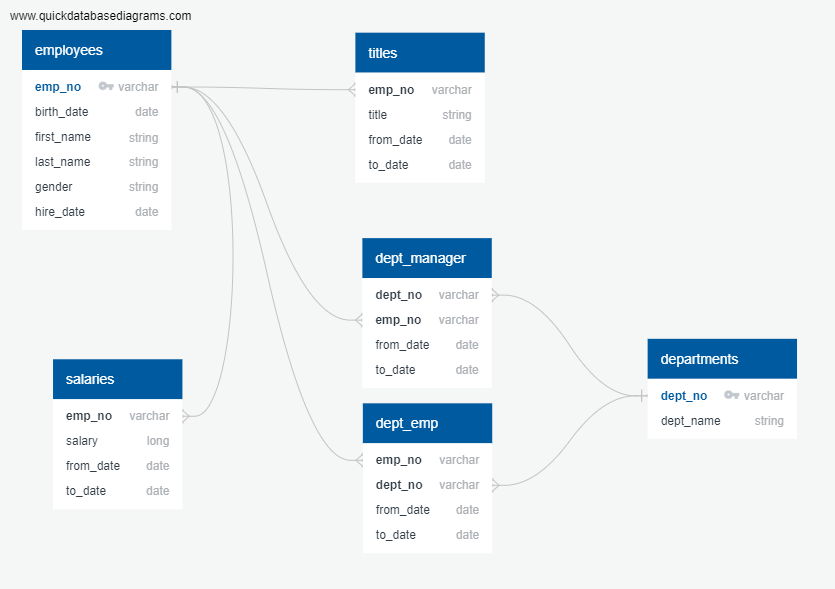 www.quickdatabasediagrams.com
employees
emp_no varchar
birth_date date
first_name string
last_name string
gender string
hire_date date
titles
emp_no varchar
title string
from_date date
to_date date
dept_manager
dept_no varchar
emp_no varchar
from_date date
to_date date
departments
dept_no varchar
dept_name string
salaries
emp_no varchar
salary long
from_date date
to_date date
dept_emp
emp_no varchar
dept_no varchar
from_date date
to_date date